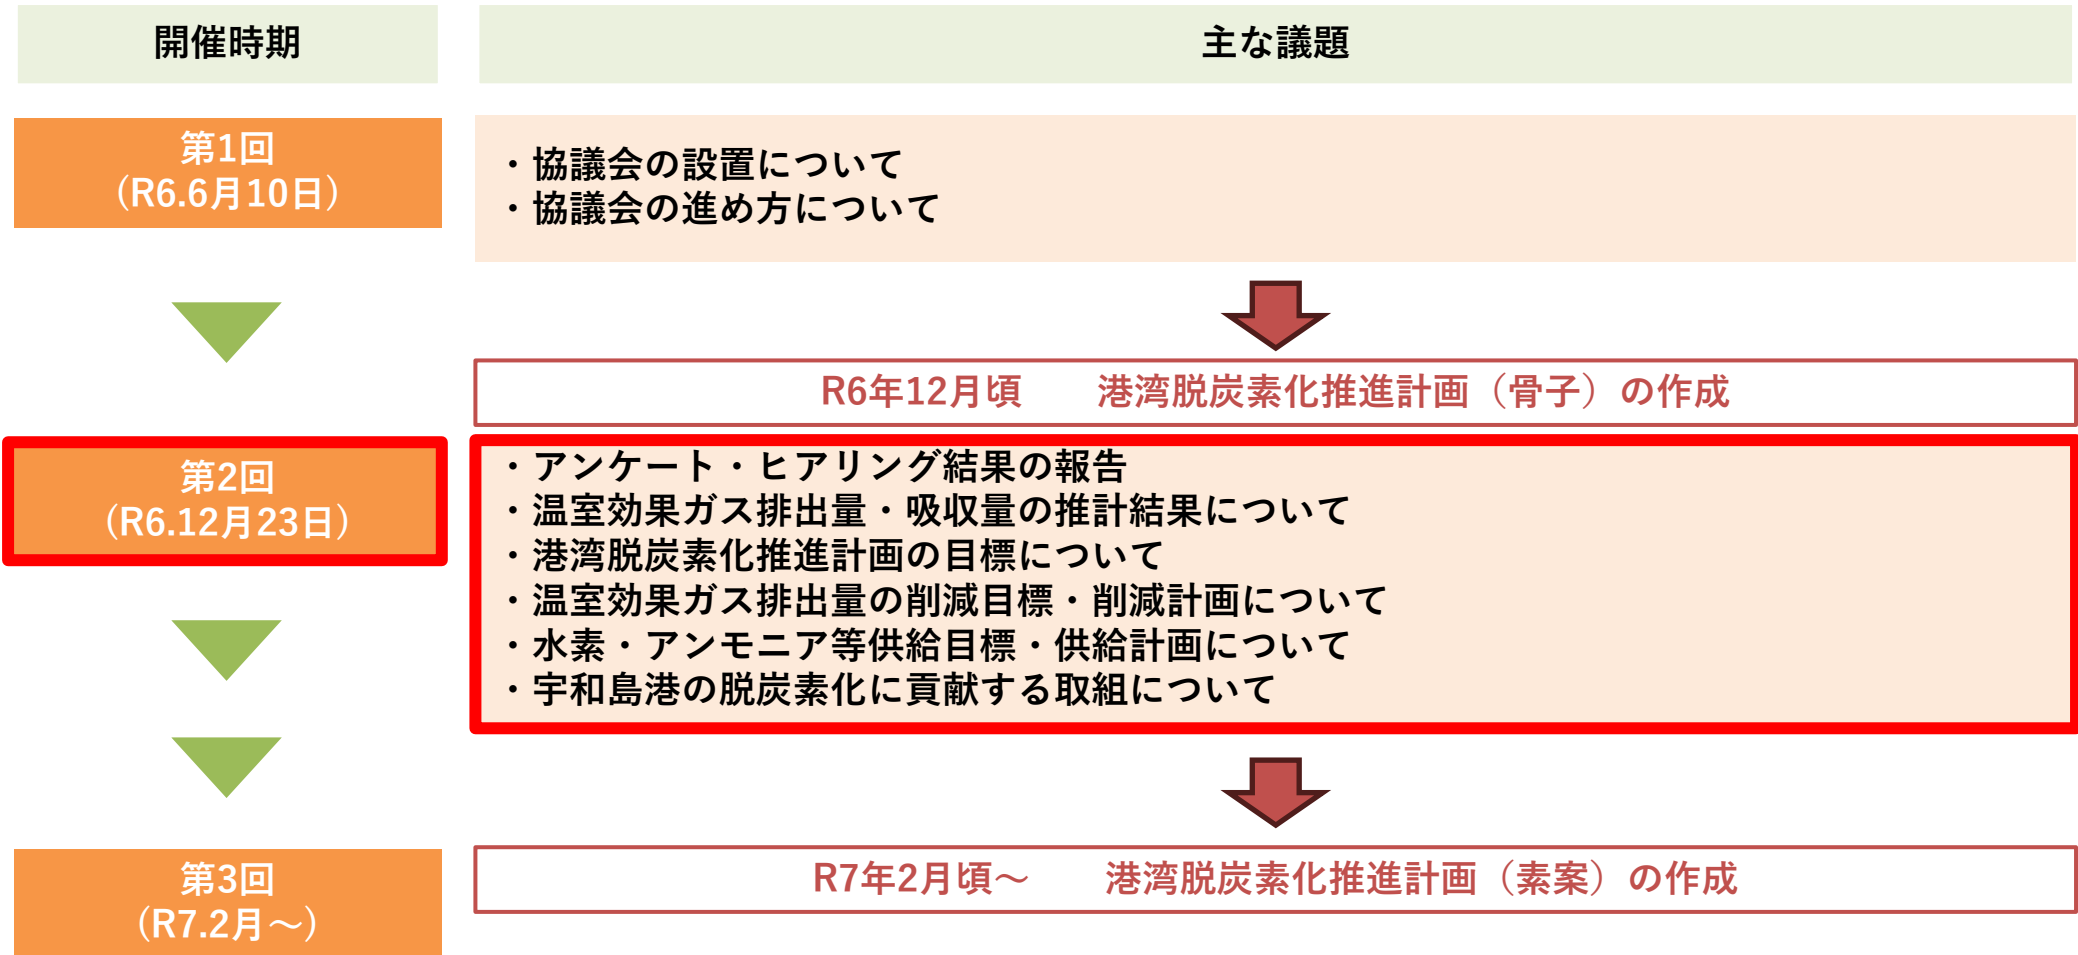 開催時期
主な議題
第1回
（R6.6月10日）
・協議会の設置について
・協議会の進め方について
R6年12月頃　　港湾脱炭素化推進計画（骨子）の作成
第2回
（R6.12月23日）
・アンケート・ヒアリング結果の報告
・温室効果ガス排出量・吸収量の推計結果について
・港湾脱炭素化推進計画の目標について
・温室効果ガス排出量の削減目標・削減計画について
・水素・アンモニア等供給目標・供給計画について
・宇和島港の脱炭素化に貢献する取組について
第3回
（R7.2月～）
R7年2月頃～　　港湾脱炭素化推進計画（素案）の作成